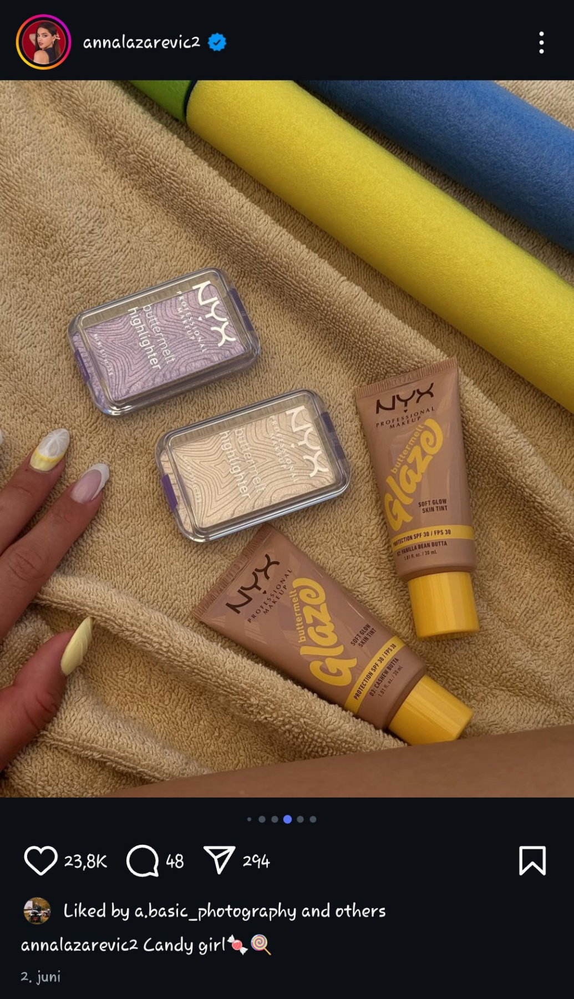 annalazarevic2
NYX
PROFESSIONAL
MAKEUP
buttermelt
highlighter
NYX
PROFESSIONAL
MAKEUP
buttermelt
highlighter
NYX
PROFESSIONAL
MAKEUP
buttermelt
Glaze
SOFT GLOW
SKIN TINT
PROTECTION SPF 30 / FPS 30
02: VANILLA BEAN BUTTA
1.01 fl. oz. / 30 mL
NYX
PROFESSIONAL
MAKEUP
buttermelt
Glaze
SOFT GLOW
SKIN TINT
PROTECTION SPF 30 / FPS 30
03: CASHEW BUTTA
1.01 fl. oz. / 30 mL
23,8K 48 294
Liked by a.basic_photography and others
annalazarevic2 Candy girl🍬🍭
2. juni